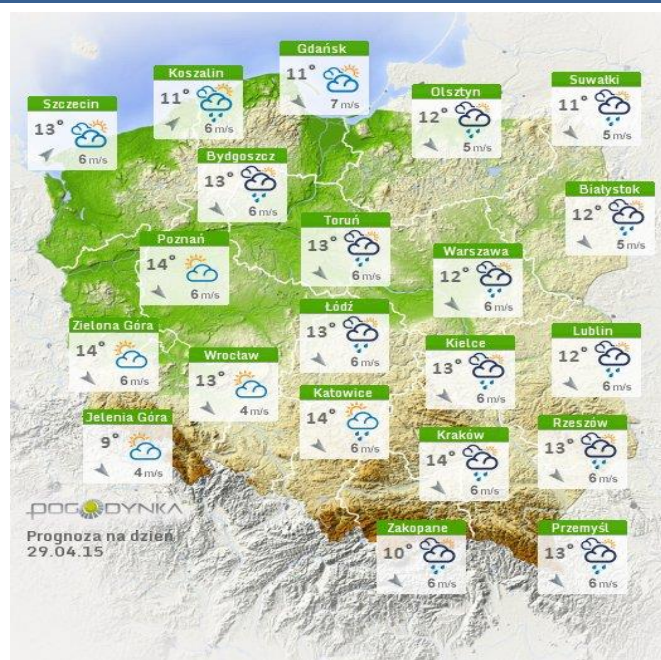 Gdańsk
11°
7 m/s
Koszalin
11°
6 m/s
Szczecin
13°
6 m/s
Olsztyn
12°
5 m/s
Suwałki
11°
5 m/s
Bydgoszcz
13°
6 m/s
Białystok
12°
5 m/s
Toruń
13°
6 m/s
Poznań
14°
6 m/s
Warszawa
12°
6 m/s
Zielona Góra
14°
6 m/s
Łódź
13°
6 m/s
Wrocław
13°
4 m/s
Kielce
13°
6 m/s
Lublin
12°
6 m/s
Katowice
14°
6 m/s
Jelenia Góra
9°
4 m/s
Kraków
14°
6 m/s
Rzeszów
13°
6 m/s
POGODYNKA
Prognoza na dzień
29.04.15
Zakopane
10°
6 m/s
Przemyśl
13°
6 m/s